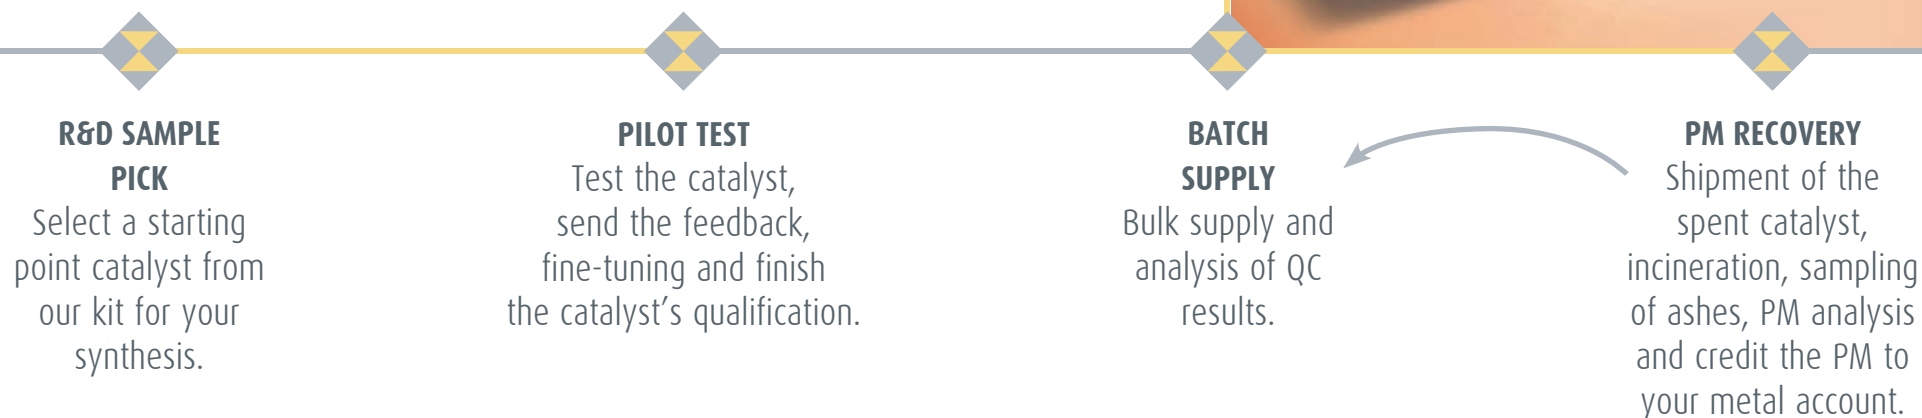 R&D SAMPLE
PICK
Select a starting
point catalyst from
our kit for your
synthesis.
PILOT TEST
Test the catalyst,
send the feedback,
fine-tuning and finish
the catalyst's qualification.
BATCH
SUPPLY
Bulk supply and
analysis of QC
results.
PM RECOVERY
Shipment of the
spent catalyst,
incineration, sampling
of ashes, PM analysis
and credit the PM to
your metal account.